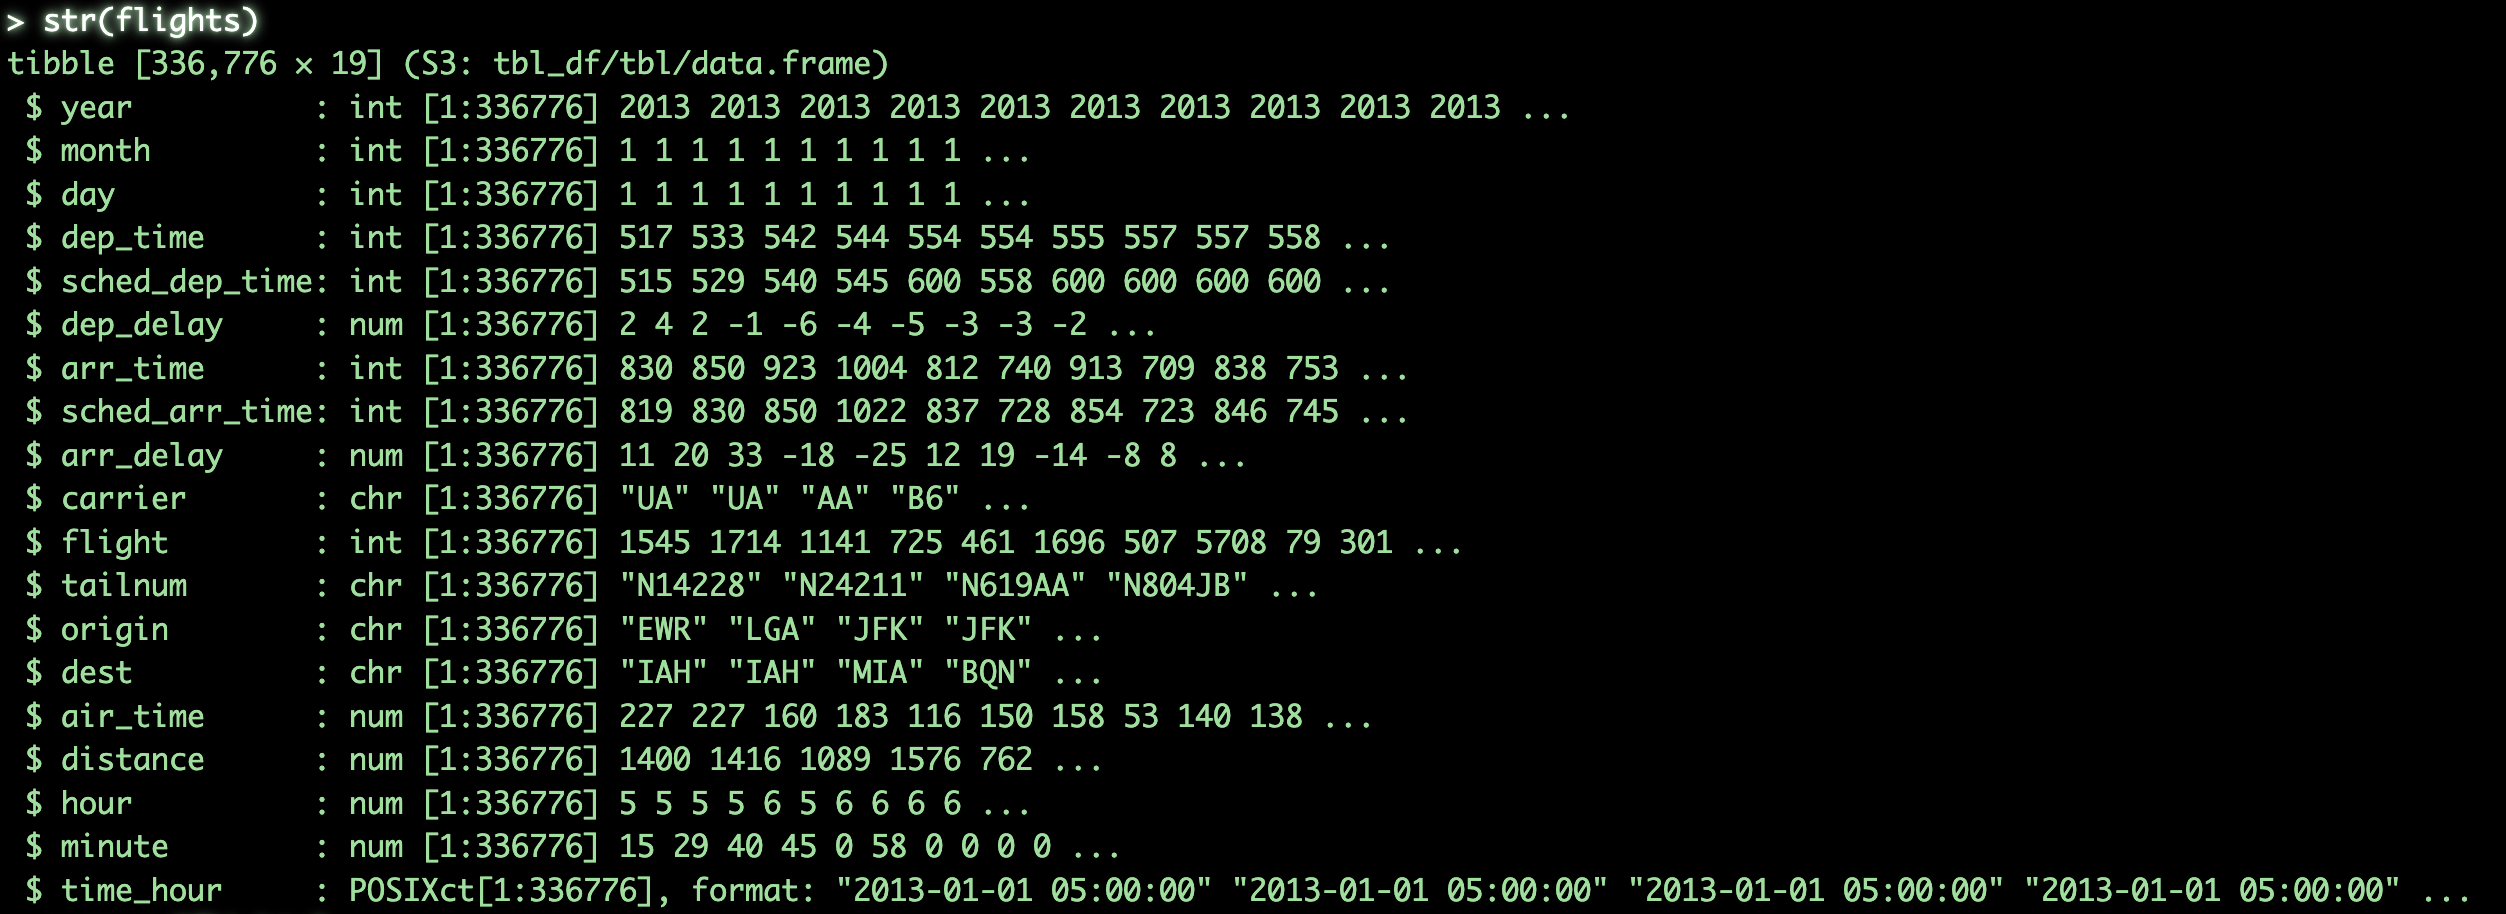 > str(flights)
tibble [336,776 × 19] (S3: tbl_df/tbl/data.frame)
 $ year          : int [1:336776] 2013 2013 2013 2013 2013 2013 2013 2013 2013 2013 ...
 $ month         : int [1:336776] 1 1 1 1 1 1 1 1 1 1 ...
 $ day           : int [1:336776] 1 1 1 1 1 1 1 1 1 1 ...
 $ dep_time      : int [1:336776] 517 533 542 544 554 554 555 557 557 558 ...
 $ sched_dep_time: int [1:336776] 515 529 540 545 600 558 600 600 600 600 ...
 $ dep_delay     : num [1:336776] 2 4 2 -1 -6 -4 -5 -3 -3 -2 ...
 $ arr_time      : int [1:336776] 830 850 923 1004 812 740 913 709 838 753 ...
 $ sched_arr_time: int [1:336776] 819 830 850 1022 837 728 854 723 846 745 ...
 $ arr_delay     : num [1:336776] 11 20 33 -18 -25 12 19 -14 -8 8 ...
 $ carrier       : chr [1:336776] "UA" "UA" "AA" "B6" ...
 $ flight        : int [1:336776] 1545 1714 1141 725 461 1696 507 5708 79 301 ...
 $ tailnum       : chr [1:336776] "N14228" "N24211" "N619AA" "N804JB" ...
 $ origin        : chr [1:336776] "EWR" "LGA" "JFK" "JFK" ...
 $ dest          : chr [1:336776] "IAH" "IAH" "MIA" "BQN" ...
 $ air_time      : num [1:336776] 227 227 160 183 116 150 158 53 140 138 ...
 $ distance      : num [1:336776] 1400 1416 1089 1576 762 ...
 $ hour          : num [1:336776] 5 5 5 5 6 5 6 6 6 6 ...
 $ minute        : num [1:336776] 15 29 40 45 0 58 0 0 0 0 ...
 $ time_hour     : POSIXct[1:336776], format: "2013-01-01 05:00:00" "2013-01-01 05:00:00" "2013-01-01 05:00:00" "2013-01-01 05:00:00" ...